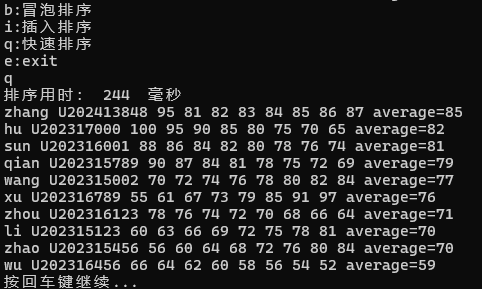 b:冒泡排序
i:插入排序
q:快速排序
e:exit
q
排序用时: 244 毫秒
zhang U202413848 95 81 82 83 84 85 86 87 average=85
hu U202317000 100 95 90 85 80 75 70 65 average=82
sun U202316001 88 86 84 82 80 78 76 74 average=81
qian U202315789 90 87 84 81 78 75 72 69 average=79
wang U202315002 70 72 74 76 78 80 82 84 average=77
xu U202316789 55 61 67 73 79 85 91 97 average=76
zhou U202316123 78 76 74 72 70 68 66 64 average=71
li U202315123 60 63 66 69 72 75 78 81 average=70
zhao U202315456 56 60 64 68 72 76 80 84 average=70
wu U202316456 66 64 62 60 58 56 54 52 average=59
按回车键继续...